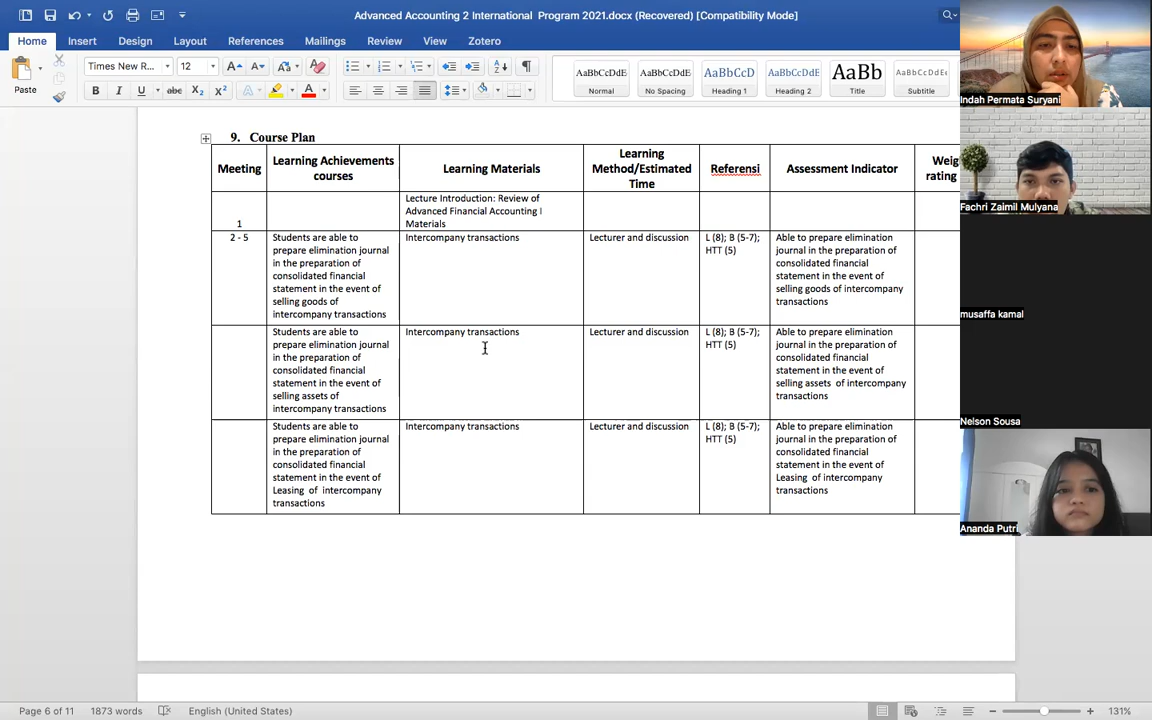 Advanced Accounting 2 International Program 2021.docx (Recovered) [Compatibility Mode]
Home Insert Design Layout References Mailings Review View Zotero
Paste
Times New R... 12
AaBbCcDdE Normal
AaBbCcDdE No Spacing
AaBbCcD Heading 1
AaBbCcDdE Heading 2
AaBb Title
AaBbCcDdE Subtitle
9. Course Plan
Meeting
Learning Achievements
courses
Learning Materials
Learning
Method/Estimated
Time
Referensi
Assessment Indicator
rating
1
Lecture Introduction: Review of
Advanced Financial Accounting I
Materials
2 - 5
Students are able to
prepare elimination journal
in the preparation of
consolidated financial
statement in the event of
selling goods of
intercompany transactions
Intercompany transactions
Lecturer and discussion
L (8); B (5-7);
HTT (5)
Able to prepare elimination
journal in the preparation of
consolidated financial
statement in the event of
selling goods of intercompany
transactions
Students are able to
prepare elimination journal
in the preparation of
consolidated financial
statement in the event of
selling assets of
intercompany transactions
Intercompany transactions
Lecturer and discussion
L (8); B (5-7);
HTT (5)
Able to prepare elimination
journal in the preparation of
consolidated financial
statement in the event of
selling assets of intercompany
transactions
Students are able to
prepare elimination journal
in the preparation of
consolidated financial
statement in the event of
Leasing of intercompany
transactions
Intercompany transactions
Lecturer and discussion
L (8); B (5-7);
HTT (5)
Able to prepare elimination
journal in the preparation of
consolidated financial
statement in the event of
Leasing of intercompany
transactions
Indah Permata Suryani
Fachri Zaimil Mulyana
musaffa kamal
Nelson Sousa
Ananda Putri
Page 6 of 11 1873 words English (United States) 131%